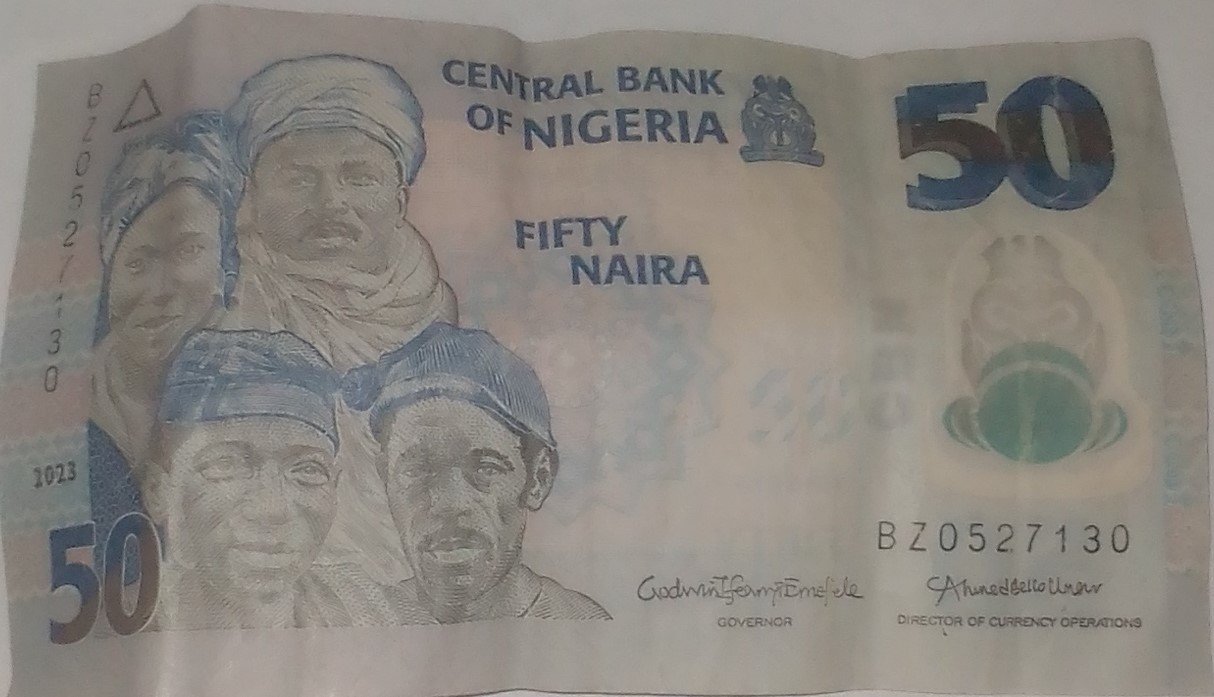 CENTRAL BANK
OF NIGERIA
50
BZ0527130
FIFTY
NAIRA
2023
50
BZ0527130
GOVERNOR
DIRECTOR OF CURRENCY OPERATIONS